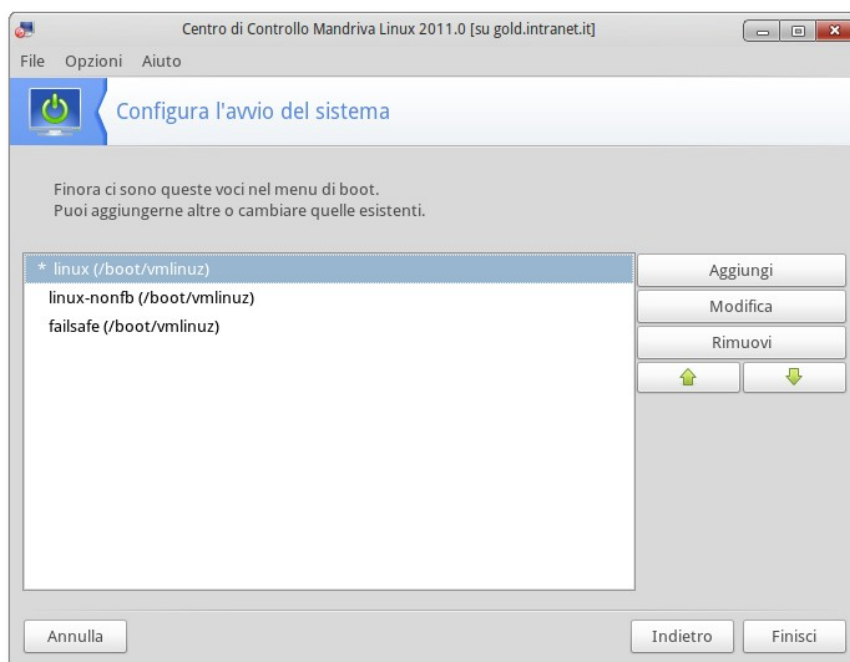 Centro di Controllo Mandriva Linux 2011.0 [su gold.intranet.it]
File Opzioni Aiuto
Configura l'avvio del sistema
Finora ci sono queste voci nel menu di boot.
Puoi aggiungerne altre o cambiare quelle esistenti.
* linux (/boot/vmlinuz)
linux-nonfb (/boot/vmlinuz)
failsafe (/boot/vmlinuz)
Aggiungi
Modifica
Rimuovi
Annulla
Indietro
Finisci